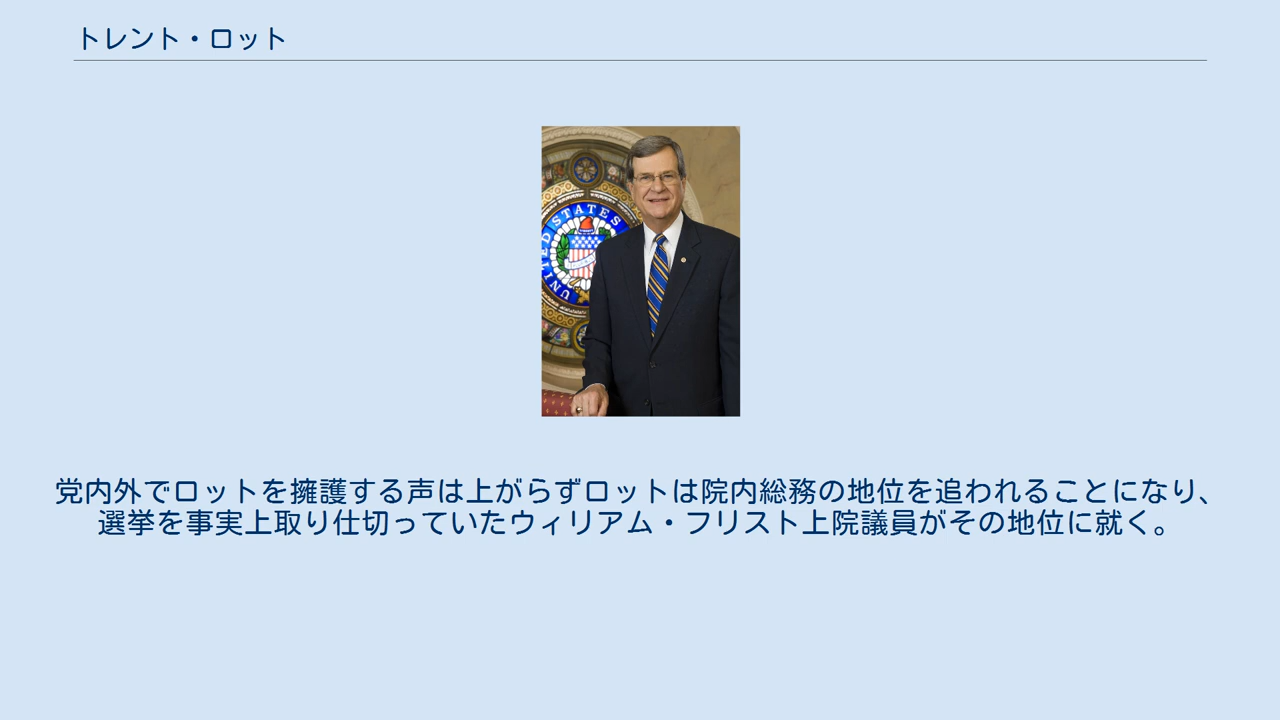 トレント・ロット
UNITED STATES
党内外でロットを擁護する声は上がらずロットは院内総務の地位を追われることになり、
選挙を事実上取り仕切っていたウィリアム・フリスト上院議員がその地位に就く。